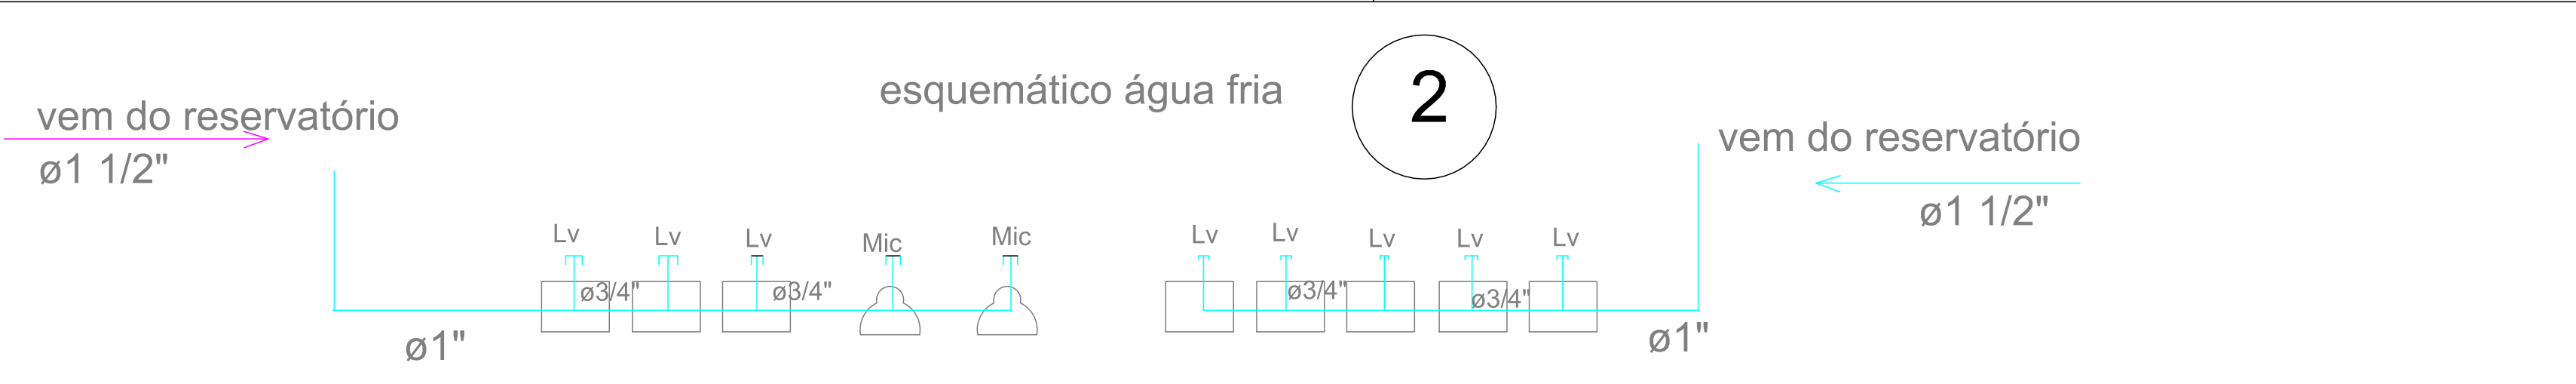 esquemático água fria
2
vem do reservatório
ø1 1/2"
vem do reservatório
ø1 1/2"
Lv
Lv
Lv
Mic
Mic
Lv
Lv
Lv
Lv
Lv
ø3/4"
ø3/4"
ø3/4"
ø3/4"
ø1"
ø1"